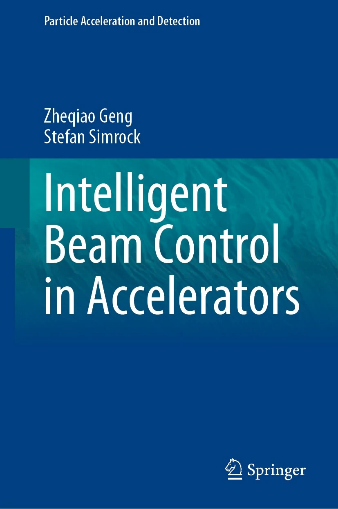 Particle Acceleration and Detection
Zheqiao Geng
Stefan Simrock
Intelligent
Beam Control
in Accelerators
Springer